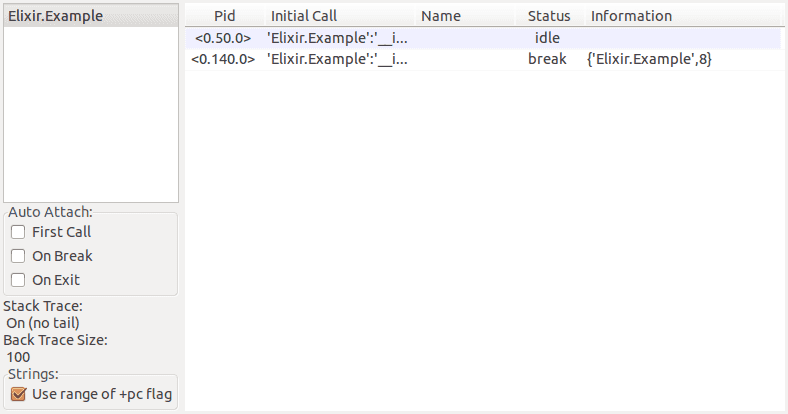 Elixir.Example
Auto Attach:
First Call
On Break
On Exit
Stack Trace:
On (no tail)
Back Trace Size:
100
Strings:
Use range of +pc flag
Pid Initial Call Name Status Information
<0.50.0> 'Elixir.Example':'__i... idle
<0.140.0> 'Elixir.Example':'__i... break {'Elixir.Example',8}